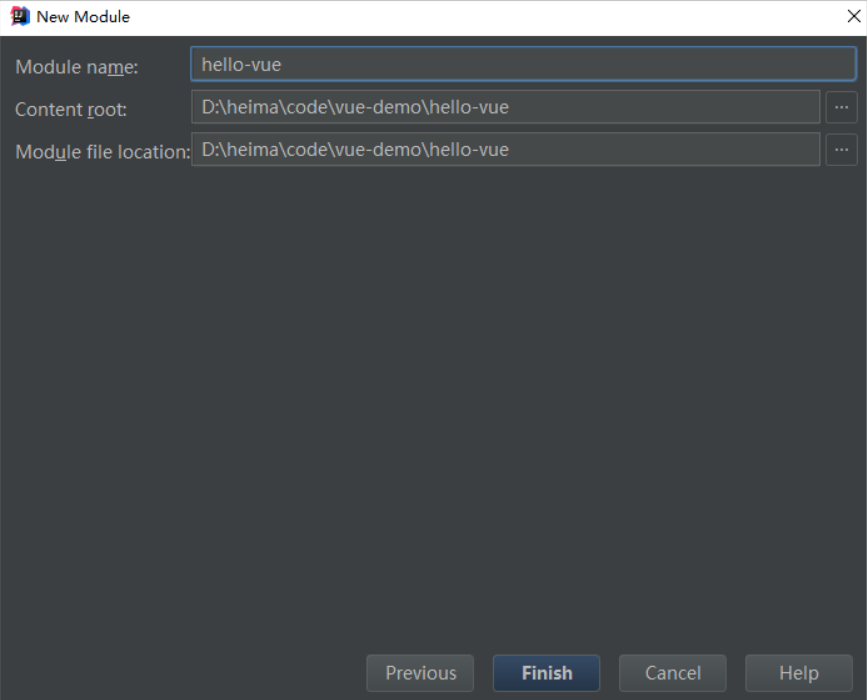 New Module
Module name: hello-vue
Content root: D:\heima\code\vue-demo\hello-vue ...
Module file location: D:\heima\code\vue-demo\hello-vue ...
Previous Finish Cancel Help